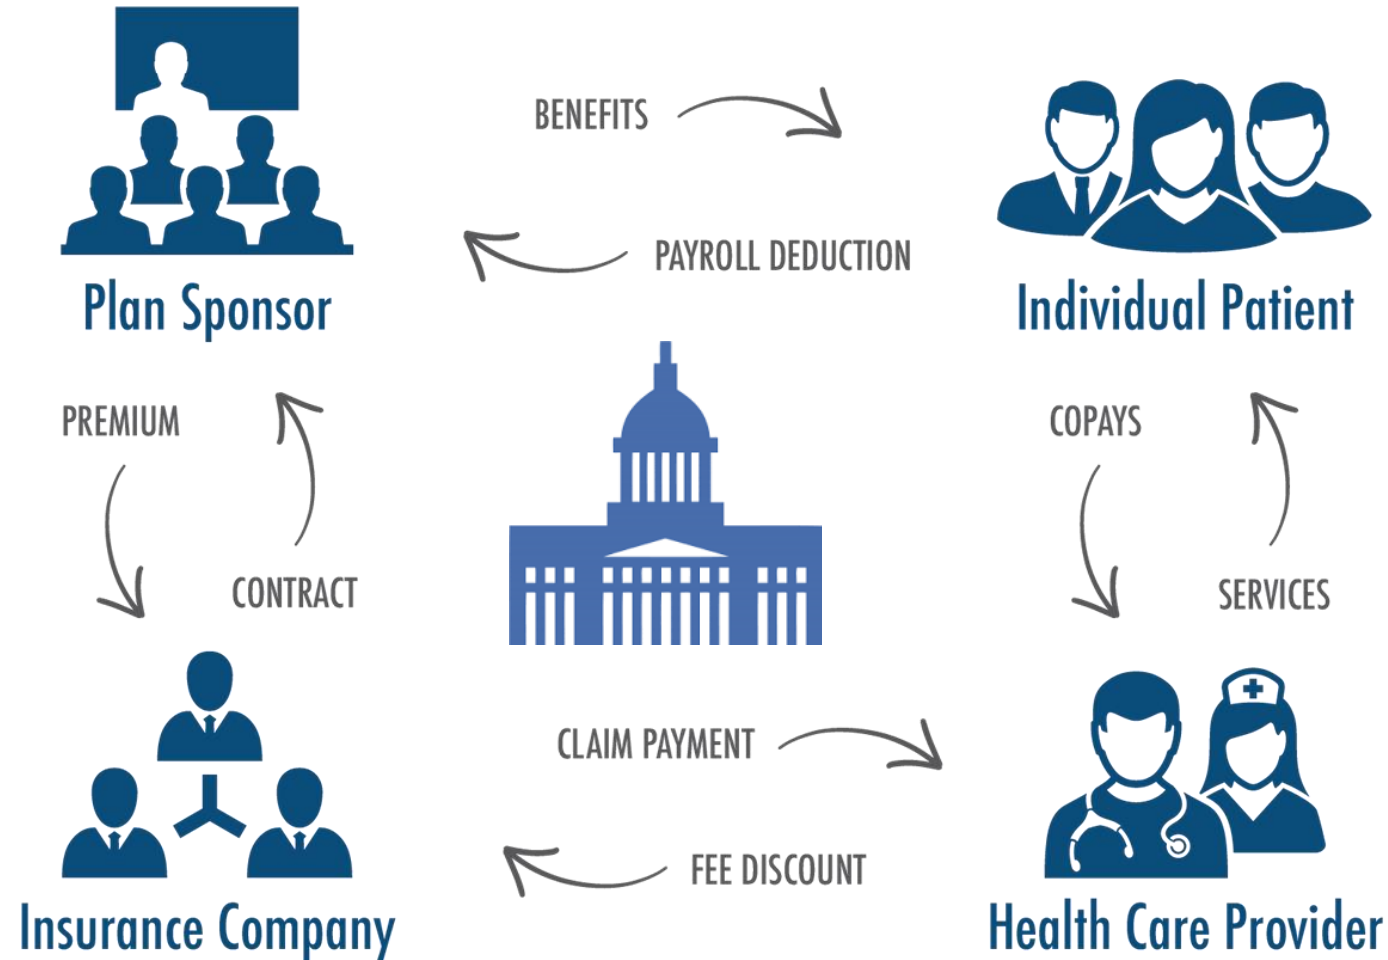 BENEFITS
PAYROLL DEDUCTION
Plan Sponsor
Individual Patient
PREMIUM
COPAYS
CONTRACT
SERVICES
CLAIM PAYMENT
FEE DISCOUNT
Insurance Company
Health Care Provider